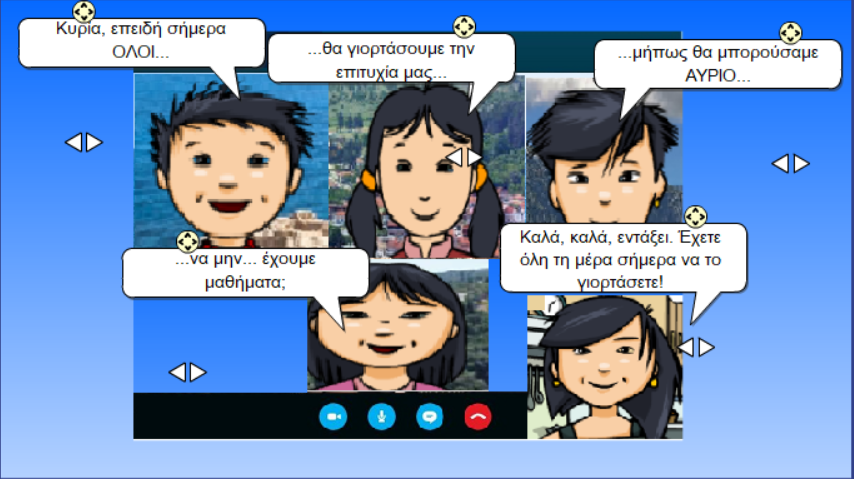 Κυρία, επειδή σήμερα
ΟΛΟΙ...
...θα γιορτάσουμε την
επιτυχία μας...
...μήπως θα μπορούσαμε
ΑΥΡΙΟ...
...να μην... έχουμε
μαθήματα;
Καλά, καλά, εντάξει. Έχετε
όλη τη μέρα σήμερα να το
γιορτάσετε!